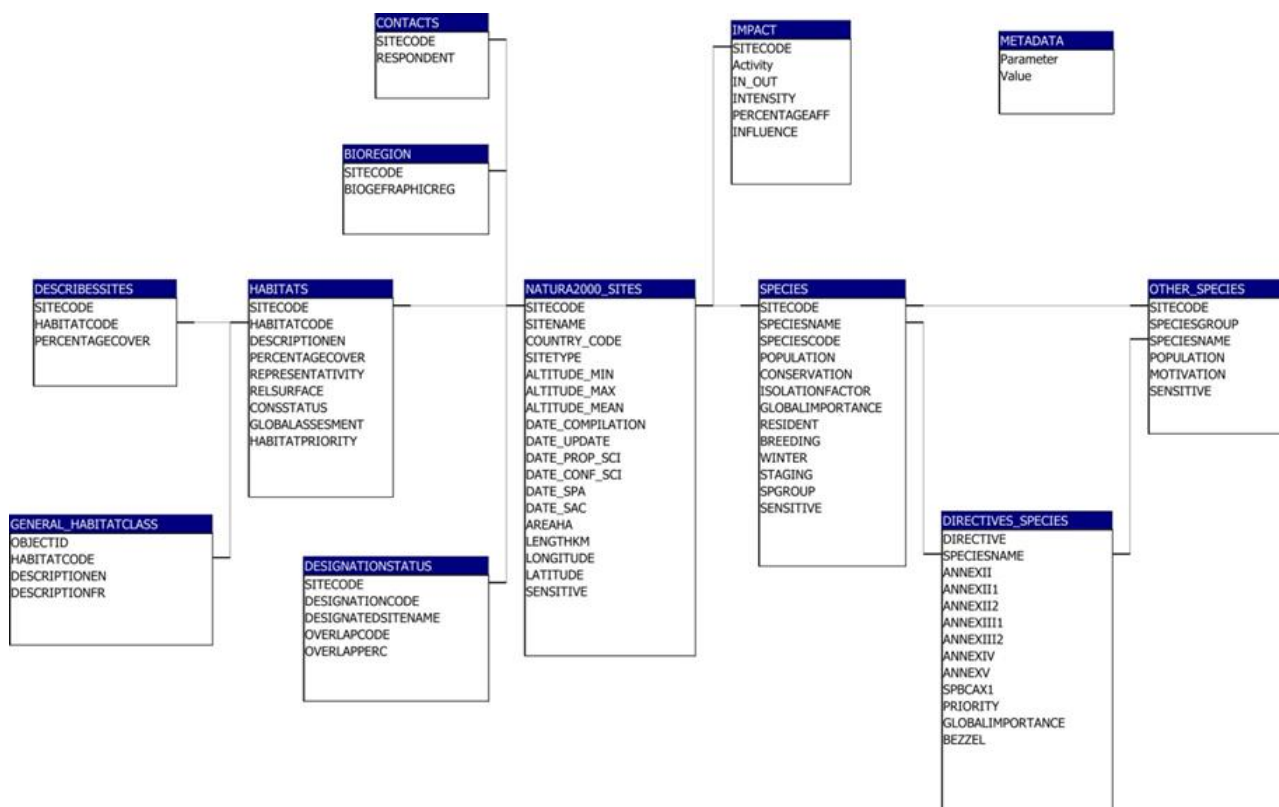 CONTACTS
SITECODE
RESPONDENT
IMPACT
SITECODE
Activity
IN_OUT
INTENSITY
PERCENTAGEAFF
INFLUENCE
METADATA
Parameter
Value
BIOREGION
SITECODE
BIOGEFRAPHICREG
DESCRIBESSITES
SITECODE
HABITATCODE
PERCENTAGECOVER
HABITATS
SITECODE
HABITATCODE
DESCRIPTIONEN
PERCENTAGECOVER
REPRESENTATIVITY
RELSURFACE
CONSSTATUS
GLOBALASSESMENT
HABITATPRIORITY
NATURA2000_SITES
SITECODE
SITENAME
COUNTRY_CODE
SITETYPE
ALTITUDE_MIN
ALTITUDE_MAX
ALTITUDE_MEAN
DATE_COMPILATION
DATE_UPDATE
DATE_PROP_SCI
DATE_CONF_SCI
DATE_SPA
DATE_SAC
AREAHA
LENGTHKM
LONGITUDE
LATITUDE
SENSITIVE
SPECIES
SITECODE
SPECIESNAME
SPECIESCODE
POPULATION
CONSERVATION
ISOLATIONFACTOR
GLOBALIMPORTANCE
RESIDENT
BREEDING
WINTER
STAGING
SPGROUP
SENSITIVE
OTHER_SPECIES
SITECODE
SPECIESGROUP
SPECIESNAME
POPULATION
MOTIVATION
SENSITIVE
GENERAL_HABITATCLASS
OBJECTID
HABITATCODE
DESCRIPTIONEN
DESCRIPTIONFR
DESIGNATIONSTATUS
SITECODE
DESIGNATIONCODE
DESIGNATEDSITENAME
OVERLAPCODE
OVERLAPPERC
DIRECTIVES_SPECIES
DIRECTIVE
SPECIESNAME
ANNEXII
ANNEXII1
ANNEXII2
ANNEXIII1
ANNEXIII2
ANNEXIV
ANNEXV
SPBCAX1
PRIORITY
GLOBALIMPORTANCE
BEZZEL